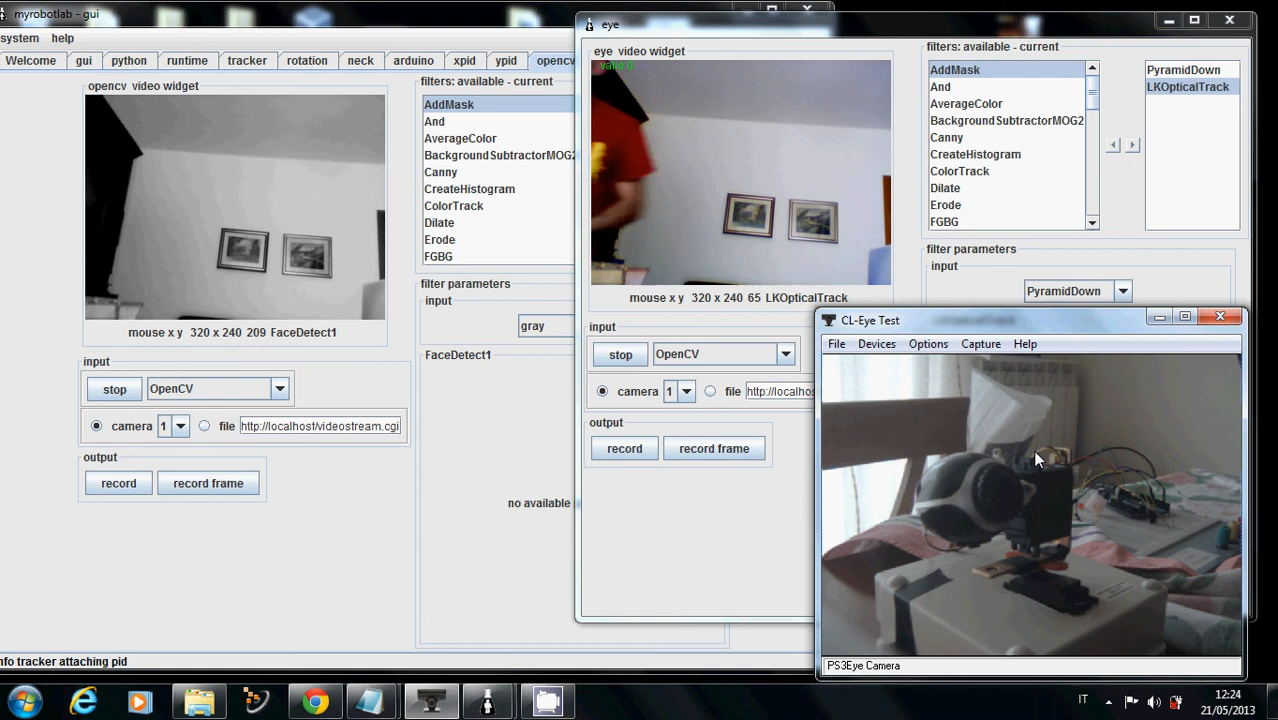 myrobotlab - gui
system help
Welcome gui python runtime tracker rotation neck arduino xpid ypid opencv
opencv video widget
mouse x y 320 x 240 209 FaceDetect1
input
stop OpenCV
camera 1 file http://localhost/videostream.cgi
output
record record frame
filters: available - current
AddMask
And
AverageColor
BackgroundSubtractorMOG2
Canny
CreateHistogram
ColorTrack
Dilate
Erode
FGBG
filter parameters
input
gray
FaceDetect1
no available
nfo tracker attaching pid
eye
eye video widget
valid 0
mouse x y 320 x 240 65 LKOpticalTrack
input
stop OpenCV
camera 1 file http://localhos
output
record record frame
filters: available - current
AddMask
And
AverageColor
BackgroundSubtractorMOG2
Canny
CreateHistogram
ColorTrack
Dilate
Erode
FGBG
PyramidDown
LKOpticalTrack
filter parameters
input
PyramidDown
CL-Eye Test
File Devices Options Capture Help
PS3Eye Camera
IT
12:24
21/05/2013